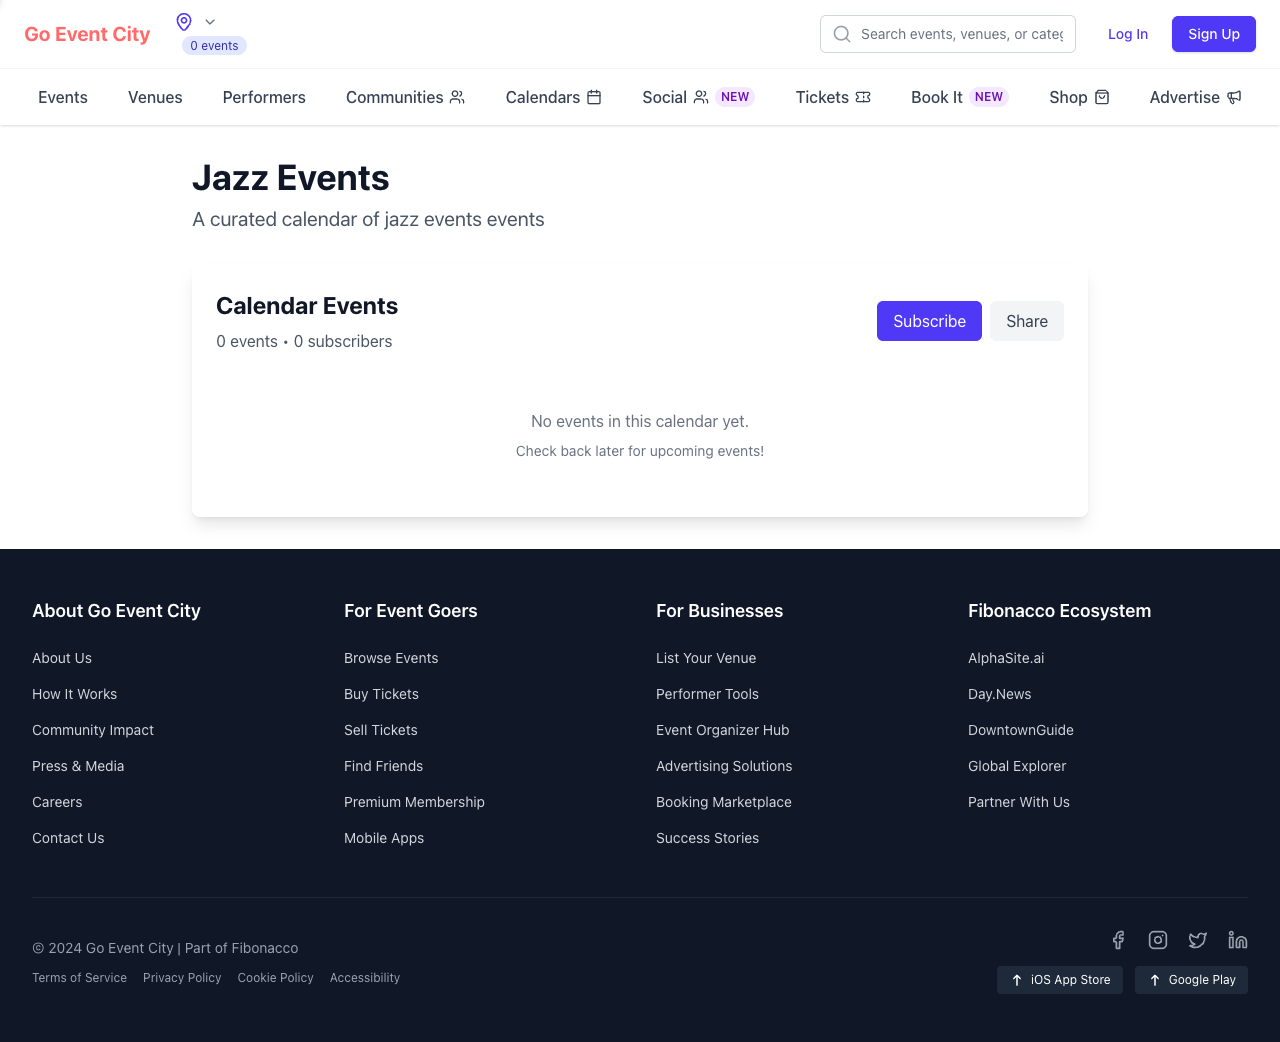 Go Event City
0 events
Search events, venues, or categ
Log In
Sign Up
Events
Venues
Performers
Communities
Calendars
Social NEW
Tickets
Book It NEW
Shop
Advertise
Jazz Events
A curated calendar of jazz events events
Calendar Events
0 events • 0 subscribers
Subscribe
Share
No events in this calendar yet.
Check back later for upcoming events!
About Go Event City
About Us
How It Works
Community Impact
Press & Media
Careers
Contact Us
For Event Goers
Browse Events
Buy Tickets
Sell Tickets
Find Friends
Premium Membership
Mobile Apps
For Businesses
List Your Venue
Performer Tools
Event Organizer Hub
Advertising Solutions
Booking Marketplace
Success Stories
Fibonacco Ecosystem
AlphaSite.ai
Day.News
DowntownGuide
Global Explorer
Partner With Us
© 2024 Go Event City | Part of Fibonacco
Terms of Service
Privacy Policy
Cookie Policy
Accessibility
iOS App Store
Google Play